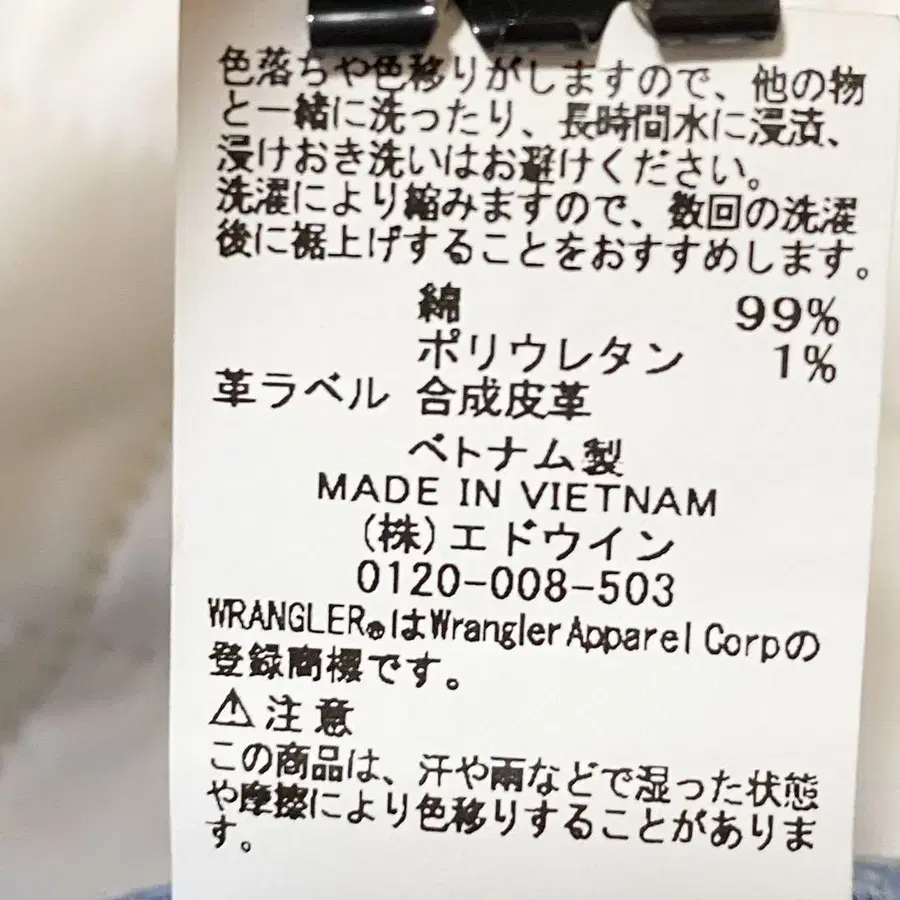 色落ちや色移りがしますので、他の物
と一緒に洗ったり、長時間水に浸漬、
浸けおき洗いはお避けください。
洗濯により縮みますので、数回の洗濯
後に裾上げすることをおすすめします。
綿 99%
ポリウレタン 1%
革ラベル 合成皮革
ベトナム製
MADE IN VIETNAM
(株)エドウイン
0120-008-503
WRANGLER®はWrangler Apparel Corpの
登録商標です。
⚠注意
この商品は、汗や雨などで湿った状態
や摩擦により色移りすることがありま
す。